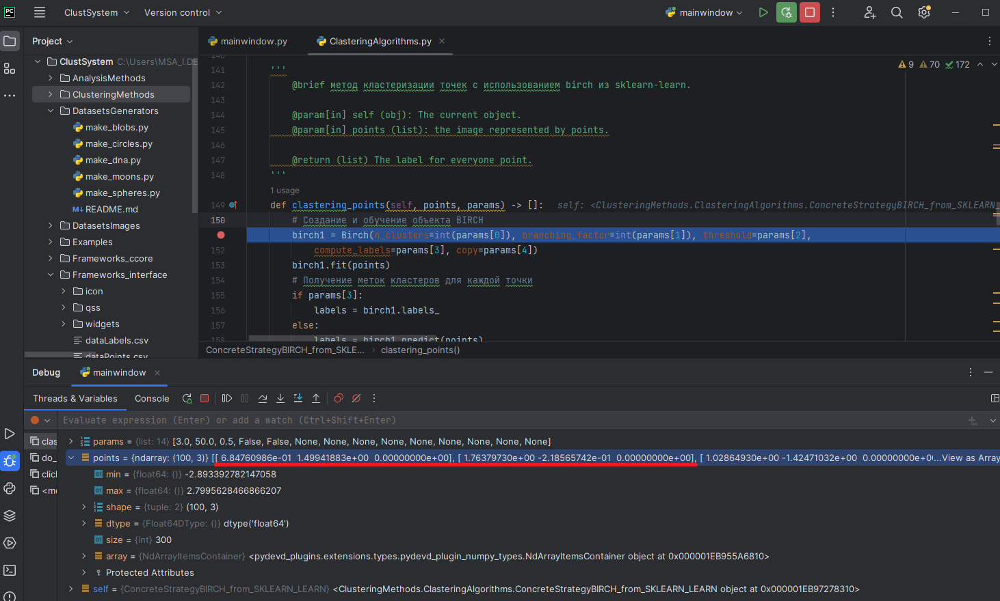 PC
ClustSystem
Version control
mainwindow
Project
mainwindow.py
ClasteringAlgorithms.py
ClustSystem C:\Users\MSA_I.DE
AnalysisMethods
ClusteringMethods
DatasetsGenerators
make_blobs.py
make_circles.py
make_dna.py
make_moons.py
make_spheres.py
README.md
DatasetsImages
Examples
Frameworks_ccore
Frameworks_interface
icon
qss
widgets
dataLabels.csv
dataPoints.csv
9 70 172
140
141 '''
142 @brief метод кластеризации точек с использованием birch из sklearn-learn.
143
144 @param[in] self (obj): The current object.
145 @param[in] points (list): the image represented by points.
146
147 @return (list) The label for everyone point.
148 '''
1 usage
149 def clastering_points(self, points, params) -> []: self: <ClusteringMethods.ClasteringAlgorithms.ConcreteStrategyBIRCH_from_SKLEARN_
150 # Создание и обучение объекта BIRCH
birch1 = Birch(n_clusters=int(params[0]), branching_factor=int(params[1]), threshold=params[2],
152 compute_labels=params[3], copy=params[4])
153 birch1.fit(points)
154 # Получение меток кластеров для каждой точки
155 if params[3]:
156 labels = birch1.labels_
157 else:
158 labels = birch1.predict(points)
ConcreteStrategyBIRCH_from_SKLE... › clastering_points()
Debug
mainwindow
Threads & Variables
Console
Evaluate expression (Enter) or add a watch (Ctrl+Shift+Enter)
clas
do_
click
<mo
params = {list: 14} [3.0, 50.0, 0.5, False, False, None, None, None, None, None, None, None, None, None]
points = {ndarray: (100, 3)} [[ 6.84760986e-01 1.49941883e+00 0.00000000e+00], [ 1.76379730e+00 -2.18565742e-01 0.00000000e+00], [ 1.02864930e+00 -1.42471032e+00 0.00000000e+0(...View as Array
min = {float64: ()} -2.893392782147058
max = {float64: ()} 2.7995628466866207
shape = {tuple: 2} (100, 3)
dtype = {Float64DType: ()} dtype('float64')
size = {int} 300
array = {NdArrayItemsContainer} <pydevd_plugins.extensions.types.pydevd_plugin_numpy_types.NdArrayItemsContainer object at 0x000001EB955A6810>
Protected Attributes
self = {ConcreteStrategyBIRCH_from_SKLEARN_LEARN} <ClusteringMethods.ClasteringAlgorithms.ConcreteStrategyBIRCH_from_SKLEARN_LEARN object at 0x000001EB97278310>